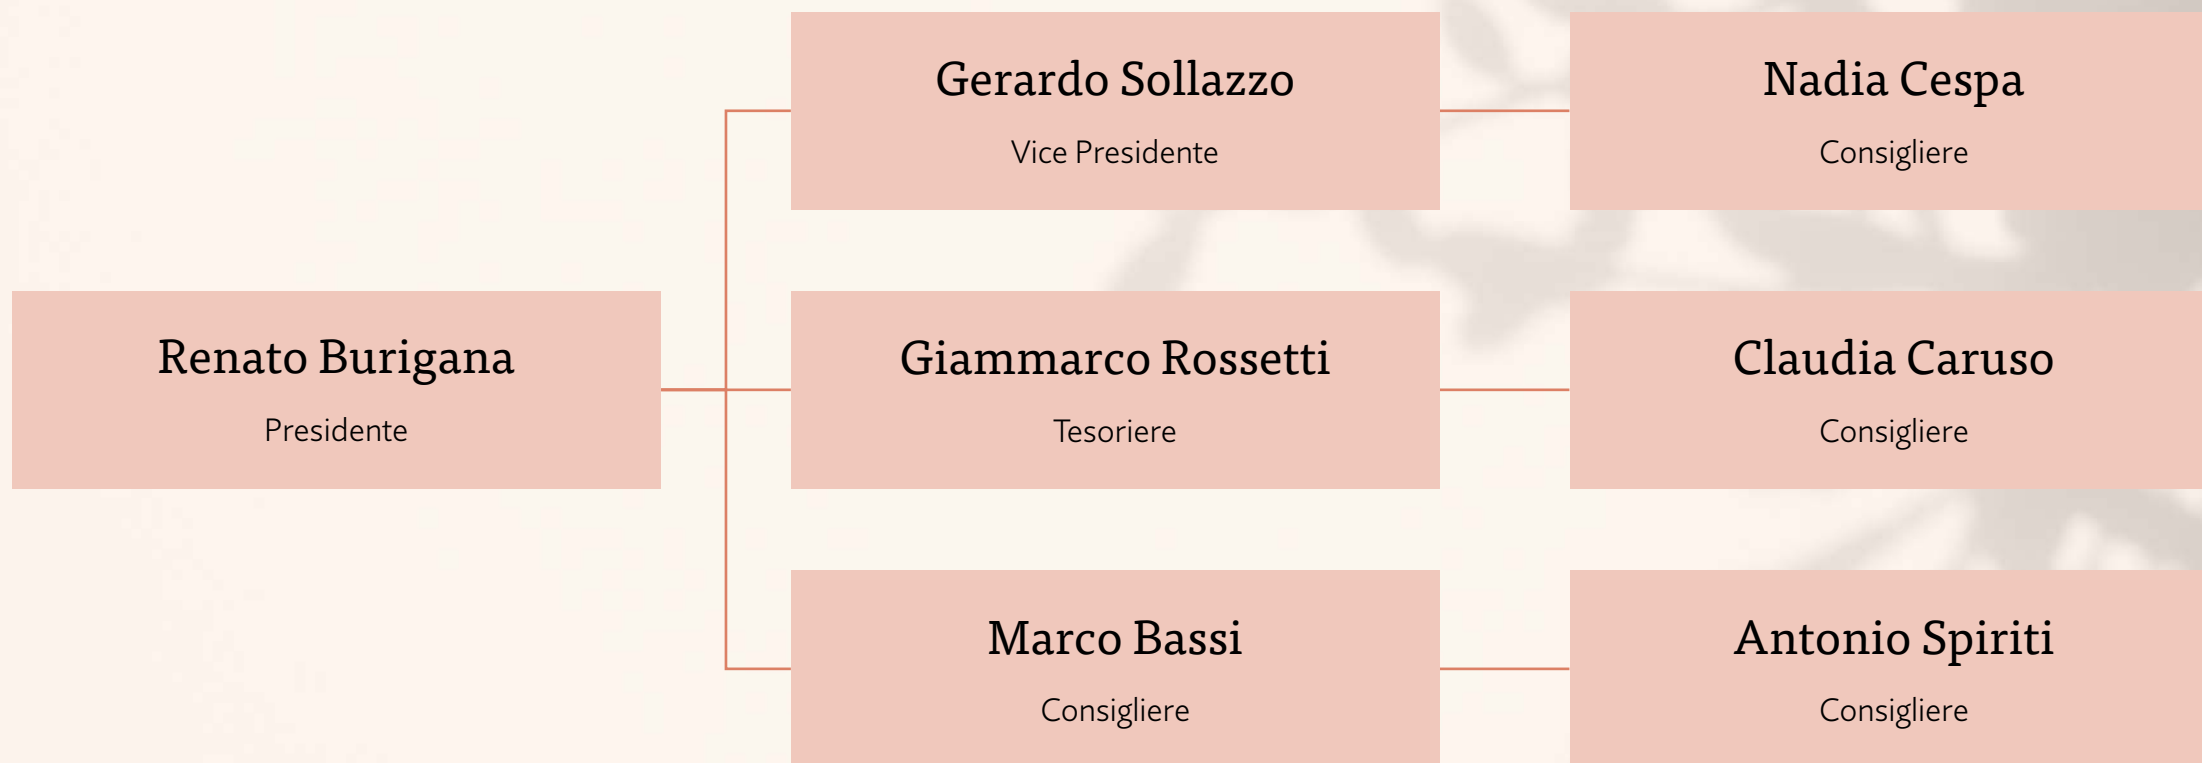 Gerardo Sollazzo
Vice Presidente
Nadia Cespa
Consigliere
Renato Burigana
Presidente
Giammarco Rossetti
Tesoriere
Claudia Caruso
Consigliere
Marco Bassi
Consigliere
Antonio Spiriti
Consigliere